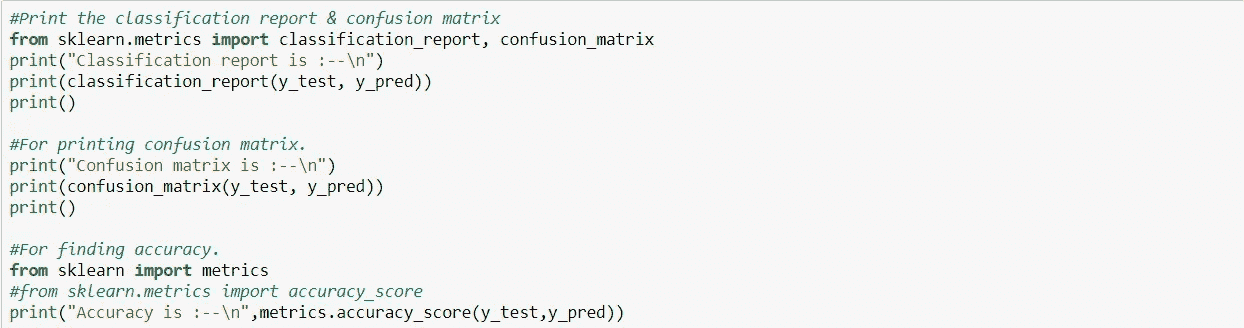 #Print the classification report & confusion matrix
from sklearn.metrics import classification_report, confusion_matrix
print("Classification report is :--\n")
print(classification_report(y_test, y_pred))
print()
#For printing confusion matrix.
print("Confusion matrix is :--\n")
print(confusion_matrix(y_test, y_pred))
print()
#For finding accuracy.
from sklearn import metrics
#from sklearn.metrics import accuracy_score
print("Accuracy is :--\n",metrics.accuracy_score(y_test,y_pred))